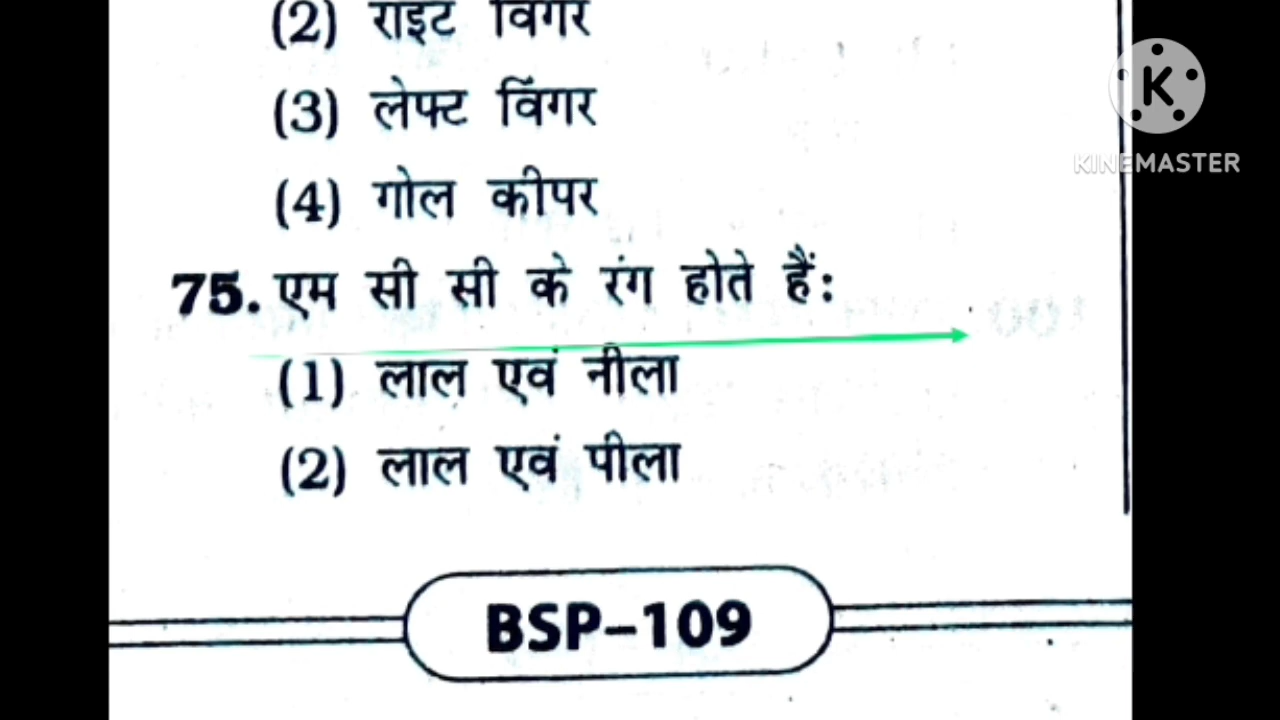 (2) राइट विंगर
(3) लेफ्ट विंगर
(4) गोल कीपर
75. एम सी सी के रंग होते हैं:
(1) लाल एवं नीला
(2) लाल एवं पीला
BSP–109
K
KINEMASTER